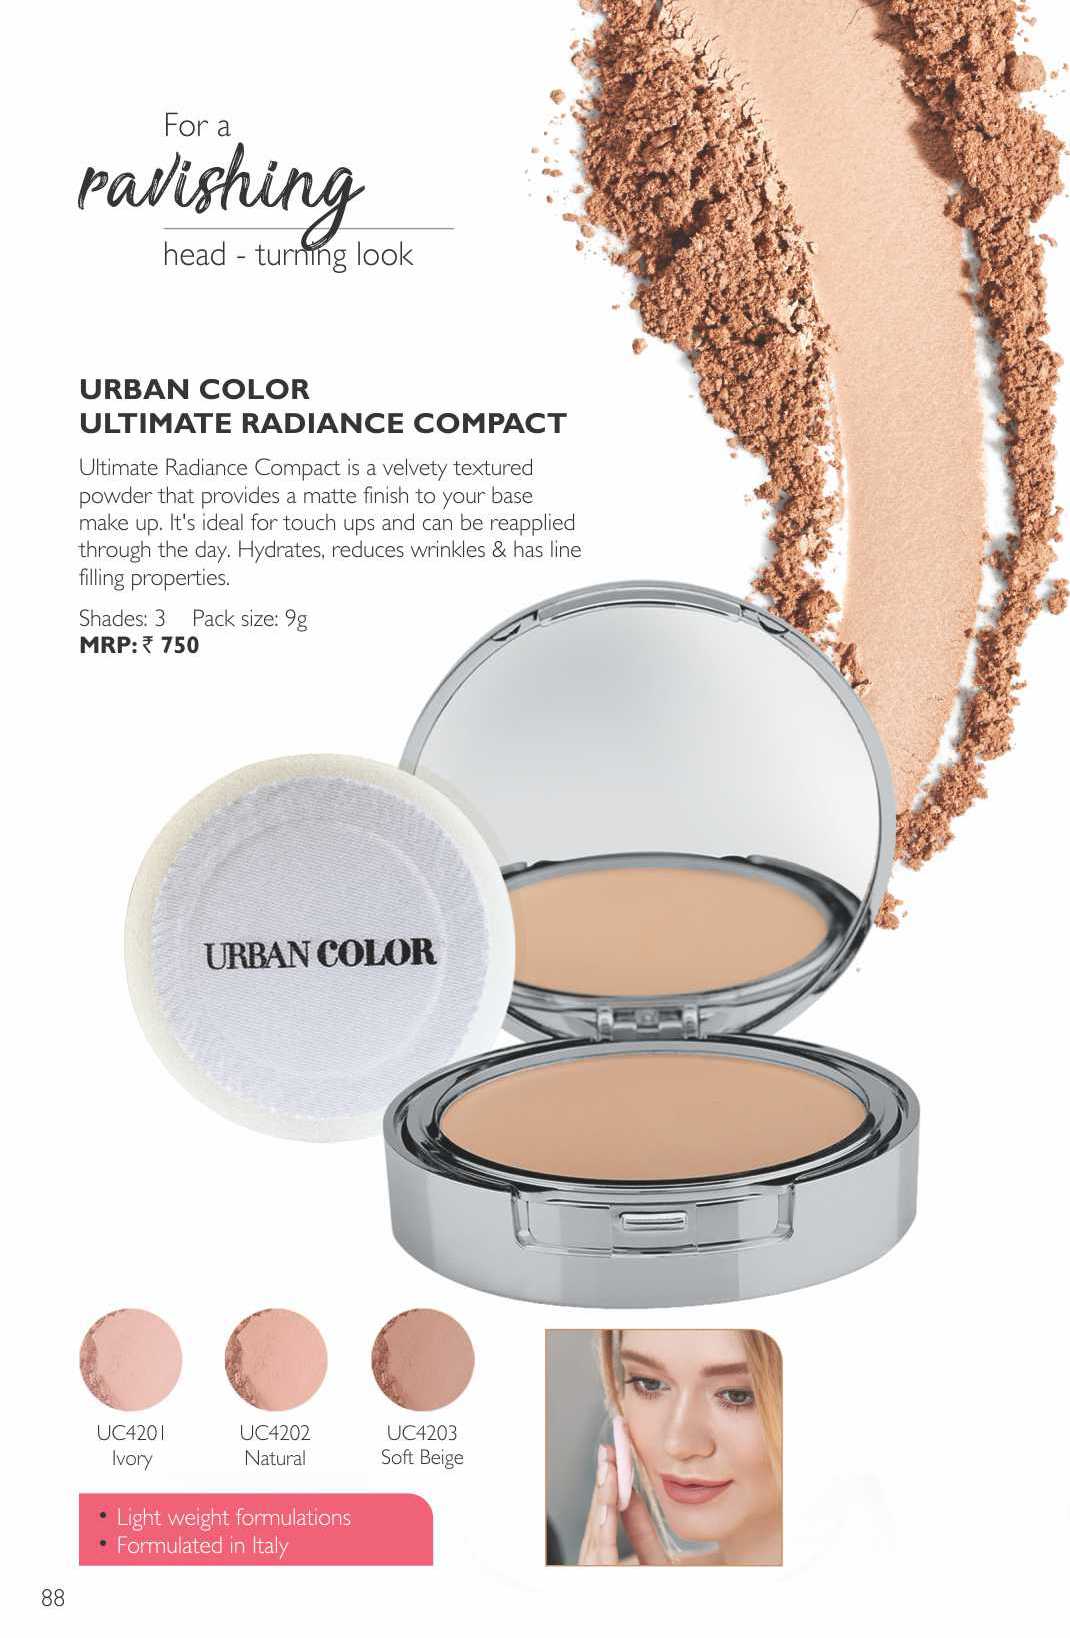 For a
ravishing
head - turning look
URBAN COLOR
ULTIMATE RADIANCE COMPACT
Ultimate Radiance Compact is a velvety textured
powder that provides a matte finish to your base
make up. It's ideal for touch ups and can be reapplied
through the day. Hydrates, reduces wrinkles & has line
filling properties.
Shades: 3 Pack size: 9g
MRP: ₹ 750
URBAN COLOR
UC4201
Ivory
UC4202
Natural
UC4203
Soft Beige
• Light weight formulations
• Formulated in Italy
88